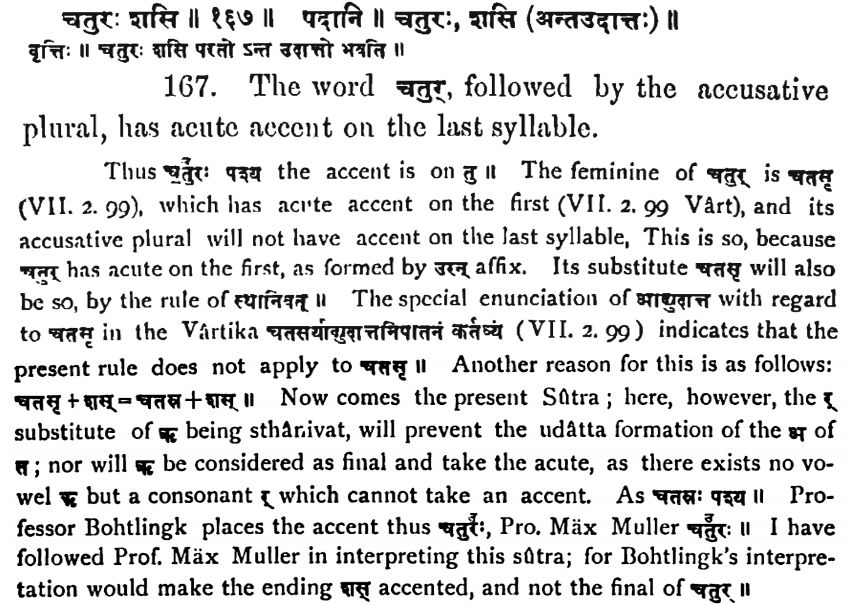 चतुरः शसि ॥ १६७ ॥ पदानि ॥ चतुरः, शसि (अन्तउदात्तः) ॥
वृत्तिः ॥ चतुरः शसि परतो ऽन्त उदात्तो भवति ॥
167. The word चतुर्, followed by the accusative
plural, has acute accent on the last syllable.
Thus च॒तुरः॑ पश्य the accent is on तु ॥ The feminine of चतुर् is चतसृ
(VII. 2. 99), which has acute accent on the first (VII. 2. 99 Vârt), and its
accusative plural will not have accent on the last syllable, This is so, because
चतुर् has acute on the first, as formed by उरन् affix. Its substitute चतसृ will also
be so, by the rule of स्थानिवत् ॥ The special enunciation of आद्युदात्त with regard
to चतसृ in the Vârtika चतसर्याद्युदात्तनिपातनं कर्तव्यं (VII. 2. 99) indicates that the
present rule does not apply to चतसृ ॥ Another reason for this is as follows:
चतसृ + शस् = चतस्र + शस् ॥ Now comes the present Sûtra; here, however, the र्
substitute of ऋ being sthânivat, will prevent the udâtta formation of the अ of
त; nor will ऋ be considered as final and take the acute, as there exists no vo-
wel ऋ but a consonant र् which cannot take an accent. As चतस्रः पश्य ॥ Pro-
fessor Bohtlingk places the accent thus चतुरः॑, Pro. Mäx Muller च॒तु॑रः ॥ I have
followed Prof. Mäx Muller in interpreting this sûtra; for Bohtlingk's interpre-
tation would make the ending शस् accented, and not the final of चतुर् ॥